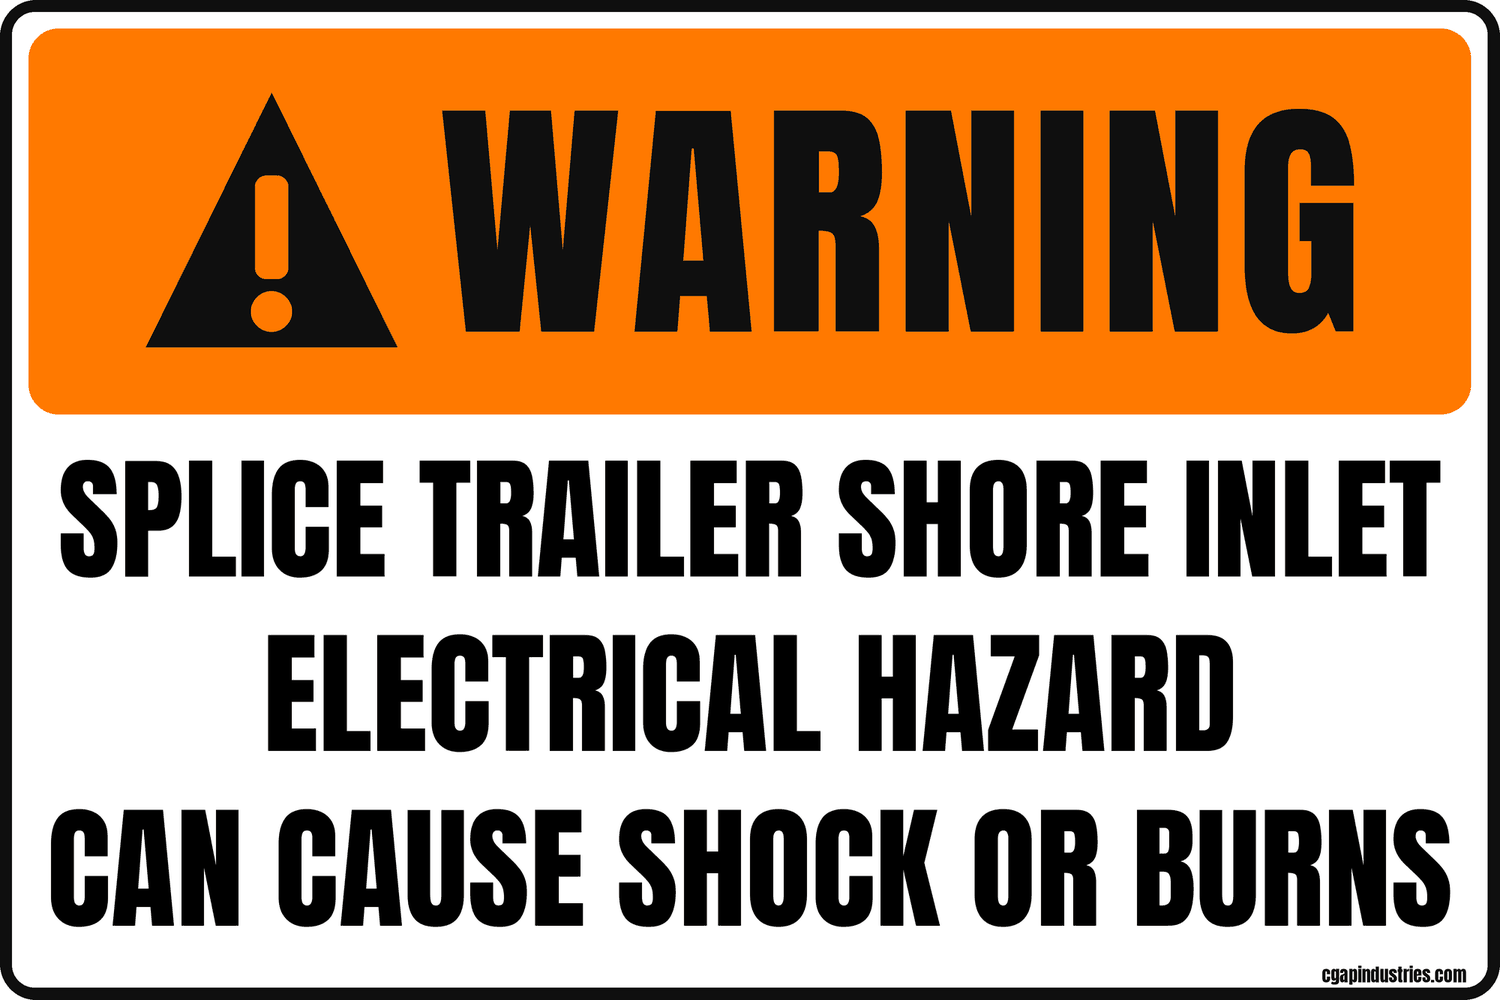 WARNING
SPLICE TRAILER SHORE INLET
ELECTRICAL HAZARD
CAN CAUSE SHOCK OR BURNS
cgapindustries.com